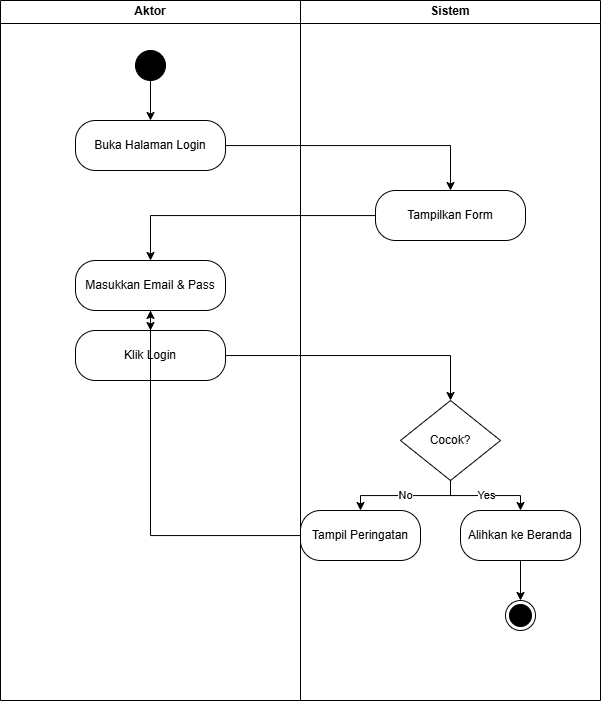 Aktor
Sistem
Buka Halaman Login
Tampilkan Form
Masukkan Email & Pass
Klik Login
Cocok?
No
Yes
Tampil Peringatan
Alihkan ke Beranda